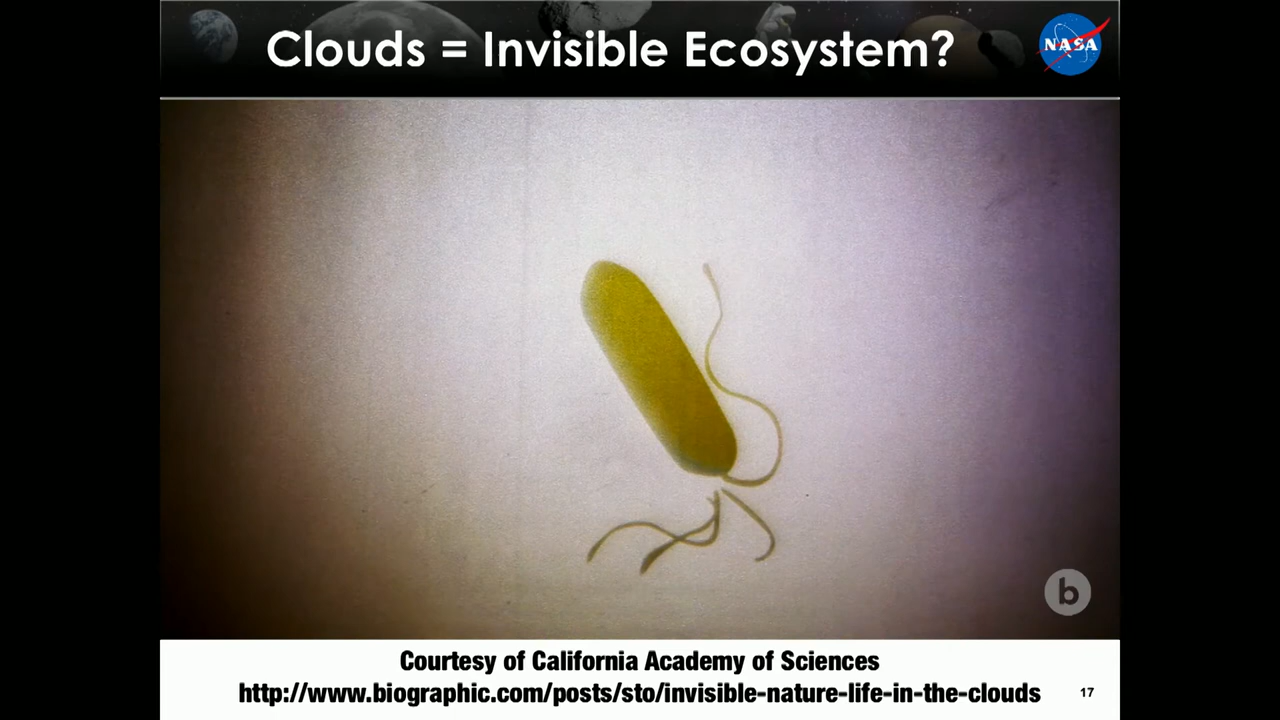 Clouds = Invisible Ecosystem?
NASA
b
Courtesy of California Academy of Sciences
http://www.biographic.com/posts/sto/invisible-nature-life-in-the-clouds
17